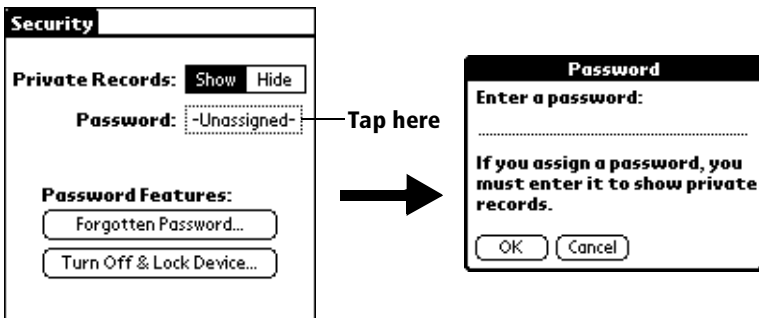 Security
Private Records: Show Hide
Password: -Unassigned-
Tap here
Password Features:
Forgotten Password...
Turn Off & Lock Device...
Password
Enter a password:
If you assign a password, you
must enter it to show private
records.
OK Cancel